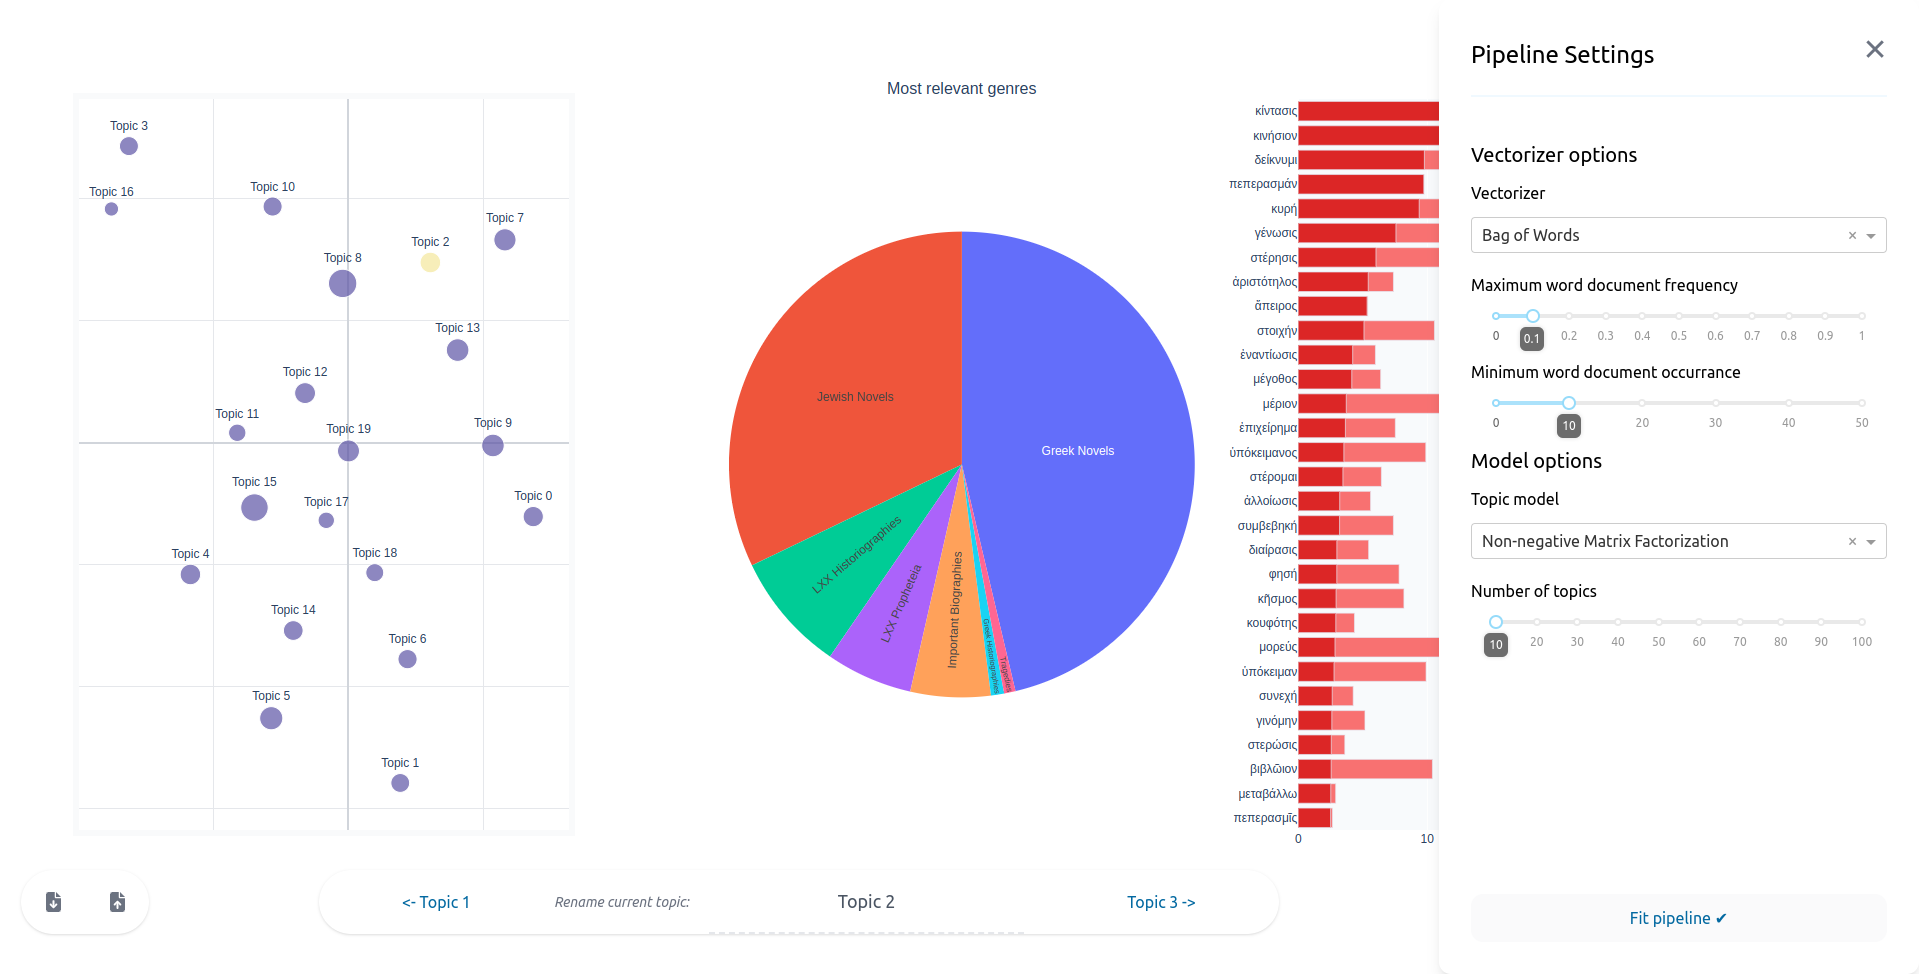 Topic 3
Topic 16
Topic 10
Topic 7
Topic 2
Topic 8
Topic 13
Topic 12
Topic 11
Topic 19
Topic 9
Topic 15
Topic 17
Topic 0
Topic 4
Topic 18
Topic 14
Topic 6
Topic 5
Topic 1
Most relevant genres
Jewish Novels
Greek Novels
LXX Historiographies
LXX Propheteia
Important Biographies
Greek Historiographies
Tragedies
κίντασις
κινήσιον
δείκνυμι
πεπερασμάν
κυρή
γένωσις
στέρησις
ἀριστότηλος
ἄπειρος
στοιχήν
ἐναντίωσις
μέγοθος
μέριον
ἐπιχείρημα
ὑπόκειμανος
στέρομαι
ἀλλοίωσις
συμβεβηκή
διαίρασις
φησή
κῆσμος
κουφότης
μορεύς
ὑπόκειμαν
συνεχή
γινόμην
στερώσις
βιβλῶιον
μεταβάλλω
πεπερασμῖς
0 10
<- Topic 1 Rename current topic: Topic 2 Topic 3 ->
Pipeline Settings
Vectorizer options
Vectorizer
Bag of Words
Maximum word document frequency
0 0.1 0.2 0.3 0.4 0.5 0.6 0.7 0.8 0.9 1
Minimum word document occurrance
0 10 20 30 40 50
Model options
Topic model
Non-negative Matrix Factorization
Number of topics
10 20 30 40 50 60 70 80 90 100
Fit pipeline ✔